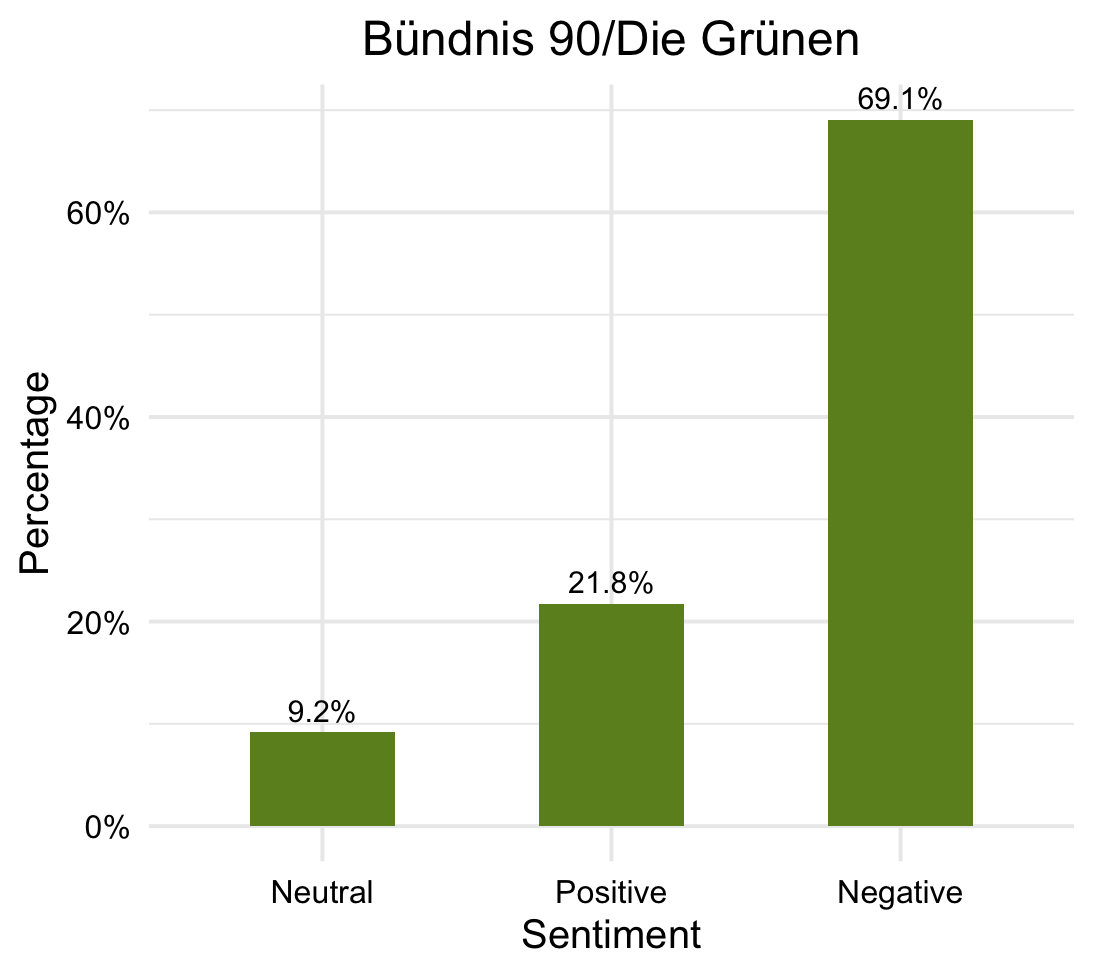 Bündnis 90/Die Grünen
69.1%
60%
40%
21.8%
20%
9.2%
0%
Percentage
Neutral Positive Negative
Sentiment